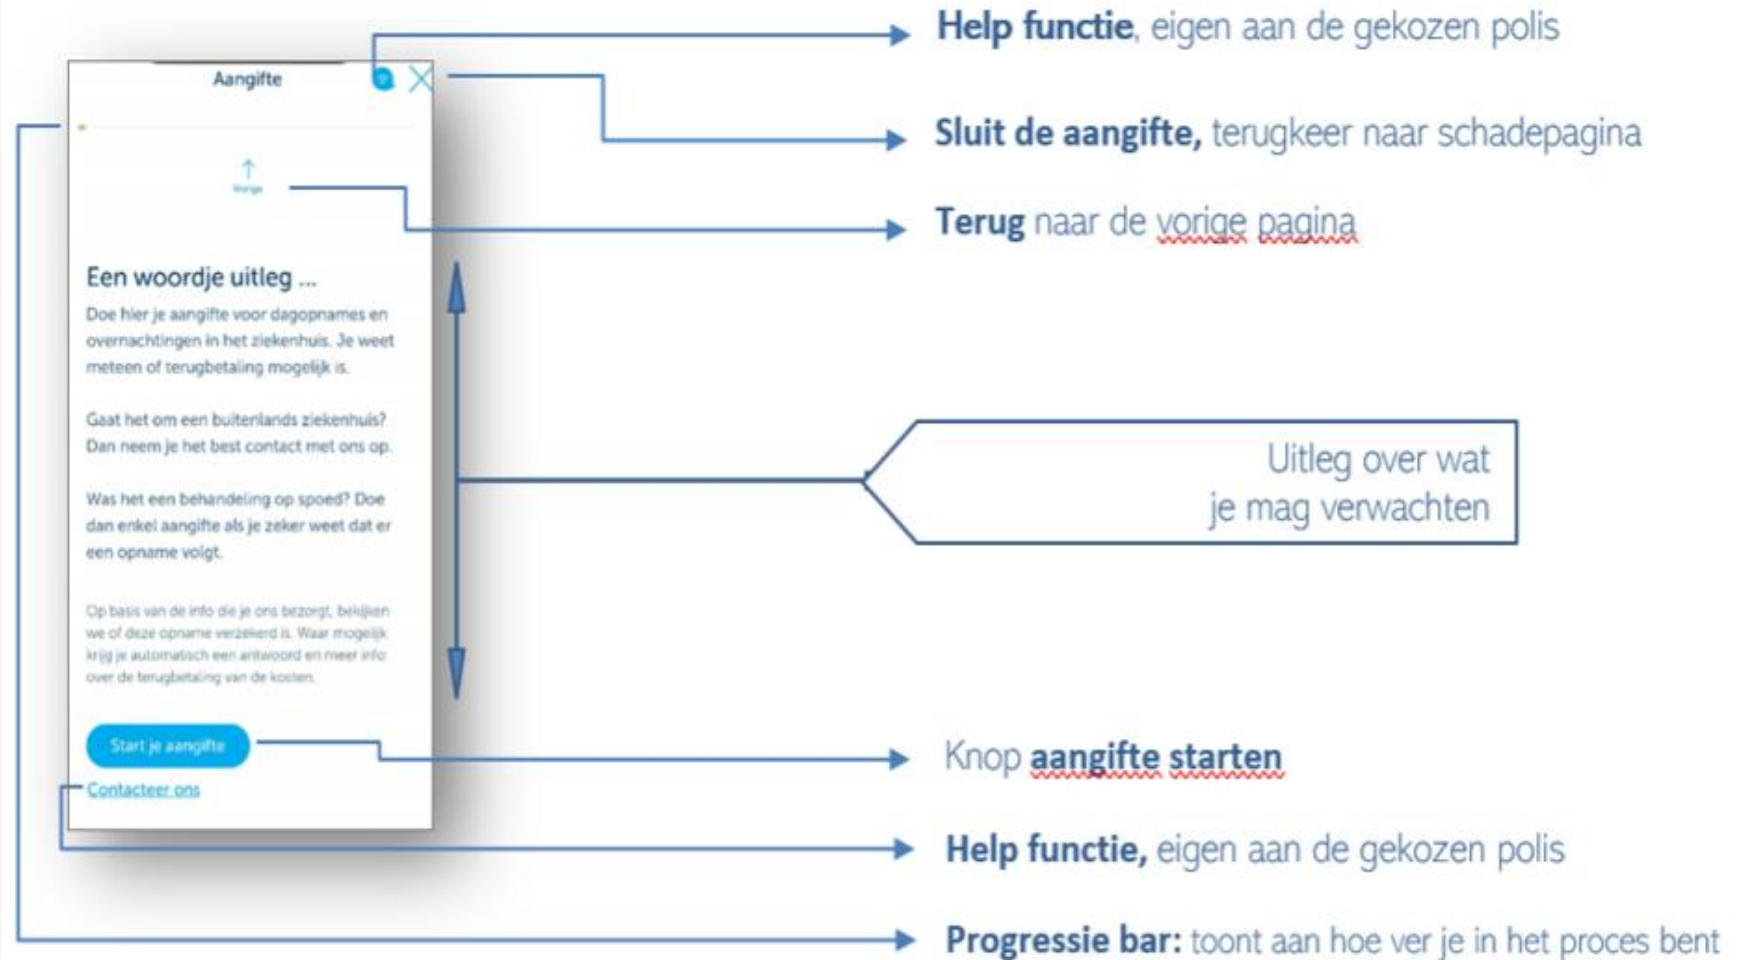 Aangifte
Vorige
Een woordje uitleg ...
Doe hier je aangifte voor dagopnames en
overnachtingen in het ziekenhuis. Je weet
meteen of terugbetaling mogelijk is.
Gaat het om een buitenlands ziekenhuis?
Dan neem je het best contact met ons op.
Was het een behandeling op spoed? Doe
dan enkel aangifte als je zeker weet dat er
een opname volgt.
Op basis van de info die je ons bezorgt, bekijken
we of deze opname verzekerd is. Waar mogelijk
krijg je automatisch een antwoord en meer info
over de terugbetaling van de kosten.
Start je aangifte
Contacteer ons
Help functie, eigen aan de gekozen polis
Sluit de aangifte, terugkeer naar schadepagina
Terug naar de vorige pagina
Uitleg over wat
je mag verwachten
Knop aangifte starten
Help functie, eigen aan de gekozen polis
Progressie bar: toont aan hoe ver je in het proces bent